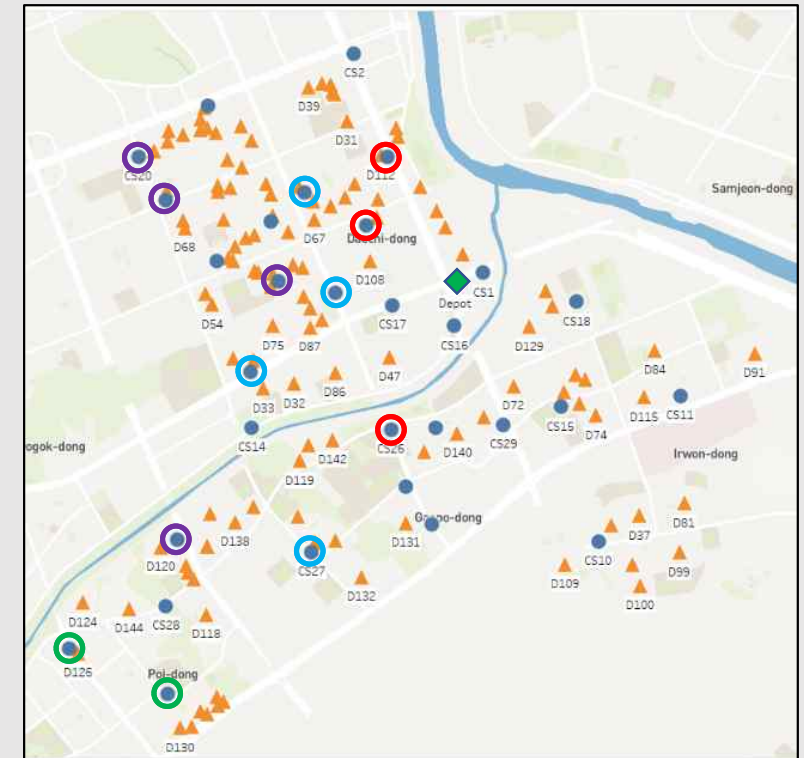 CS2
D39
D31
CS20
D112
Samjeon-dong
D68
D67
Daechi-dong
D108
CS1
Depot
D54
CS17
CS18
D75
D87
CS16
D129
D47
D84
D91
D86
D33
D32
D72
D115
CS11
CS15
D74
ogok-dong
CS14
D142
CS26
D140
CS29
Irwon-dong
D119
D138
Gaepo-dong
D131
D37
D81
D120
CS27
CS10
D99
D132
D109
D100
D124
D144
CS28
D118
D126
Poi-dong
D130